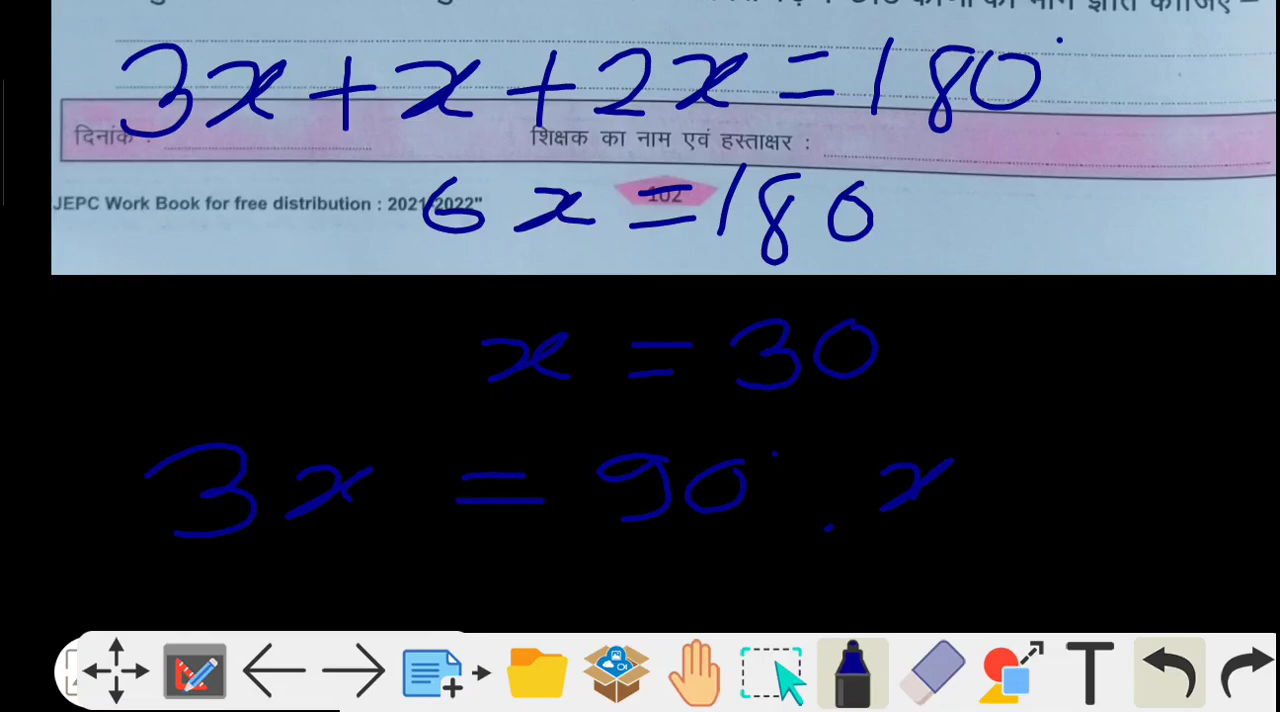 3x + x + 2x = 180°
दिनांक : शिक्षक का नाम एवं हस्ताक्षर :
JEPC Work Book for free distribution : 2021-2022" 102
6x = 180
x = 30
3x = 90°, x
T